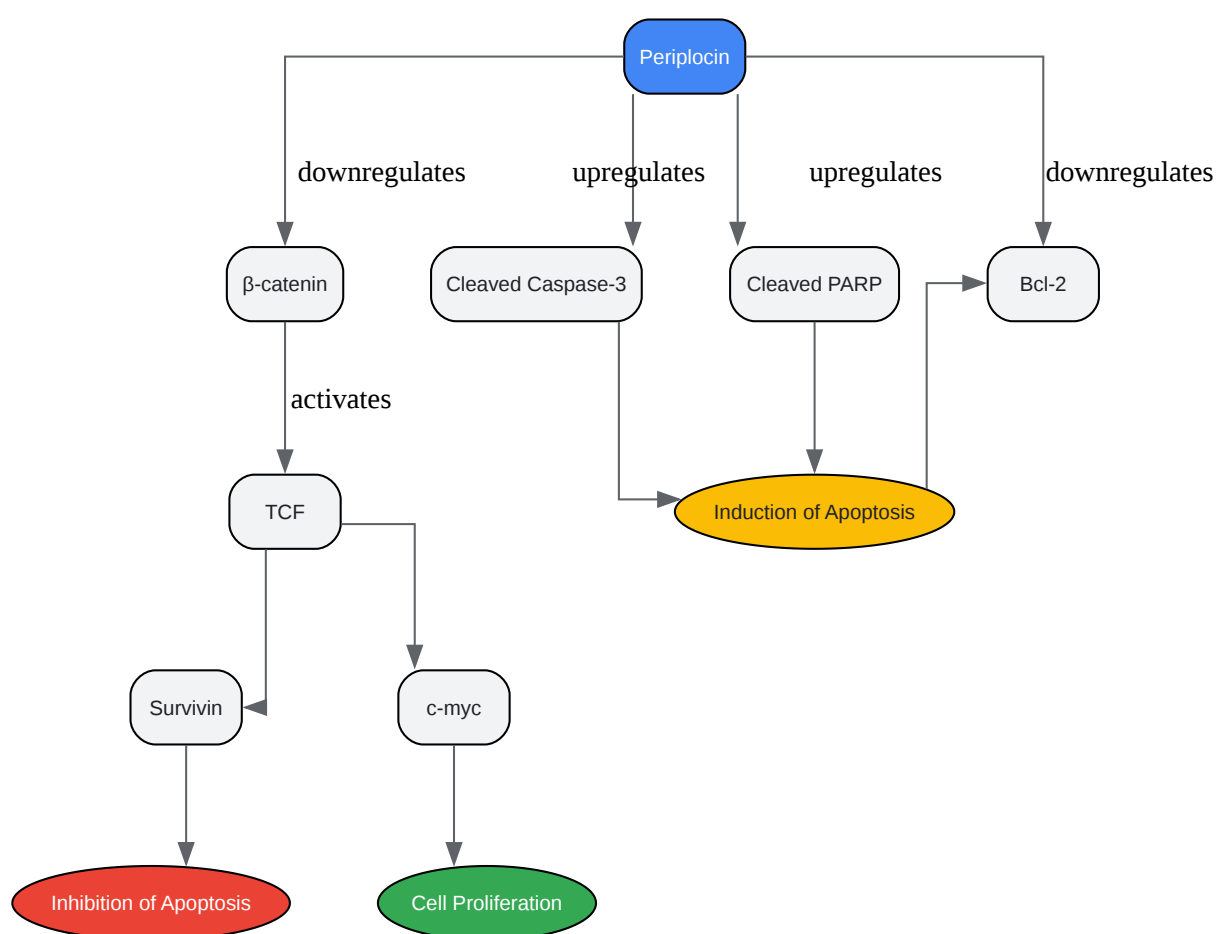 Periplocin
downregulates
upregulates
upregulates
downregulates
β-catenin
Cleaved Caspase-3
Cleaved PARP
Bcl-2
activates
TCF
Induction of Apoptosis
Survivin
c-myc
Inhibition of Apoptosis
Cell Proliferation